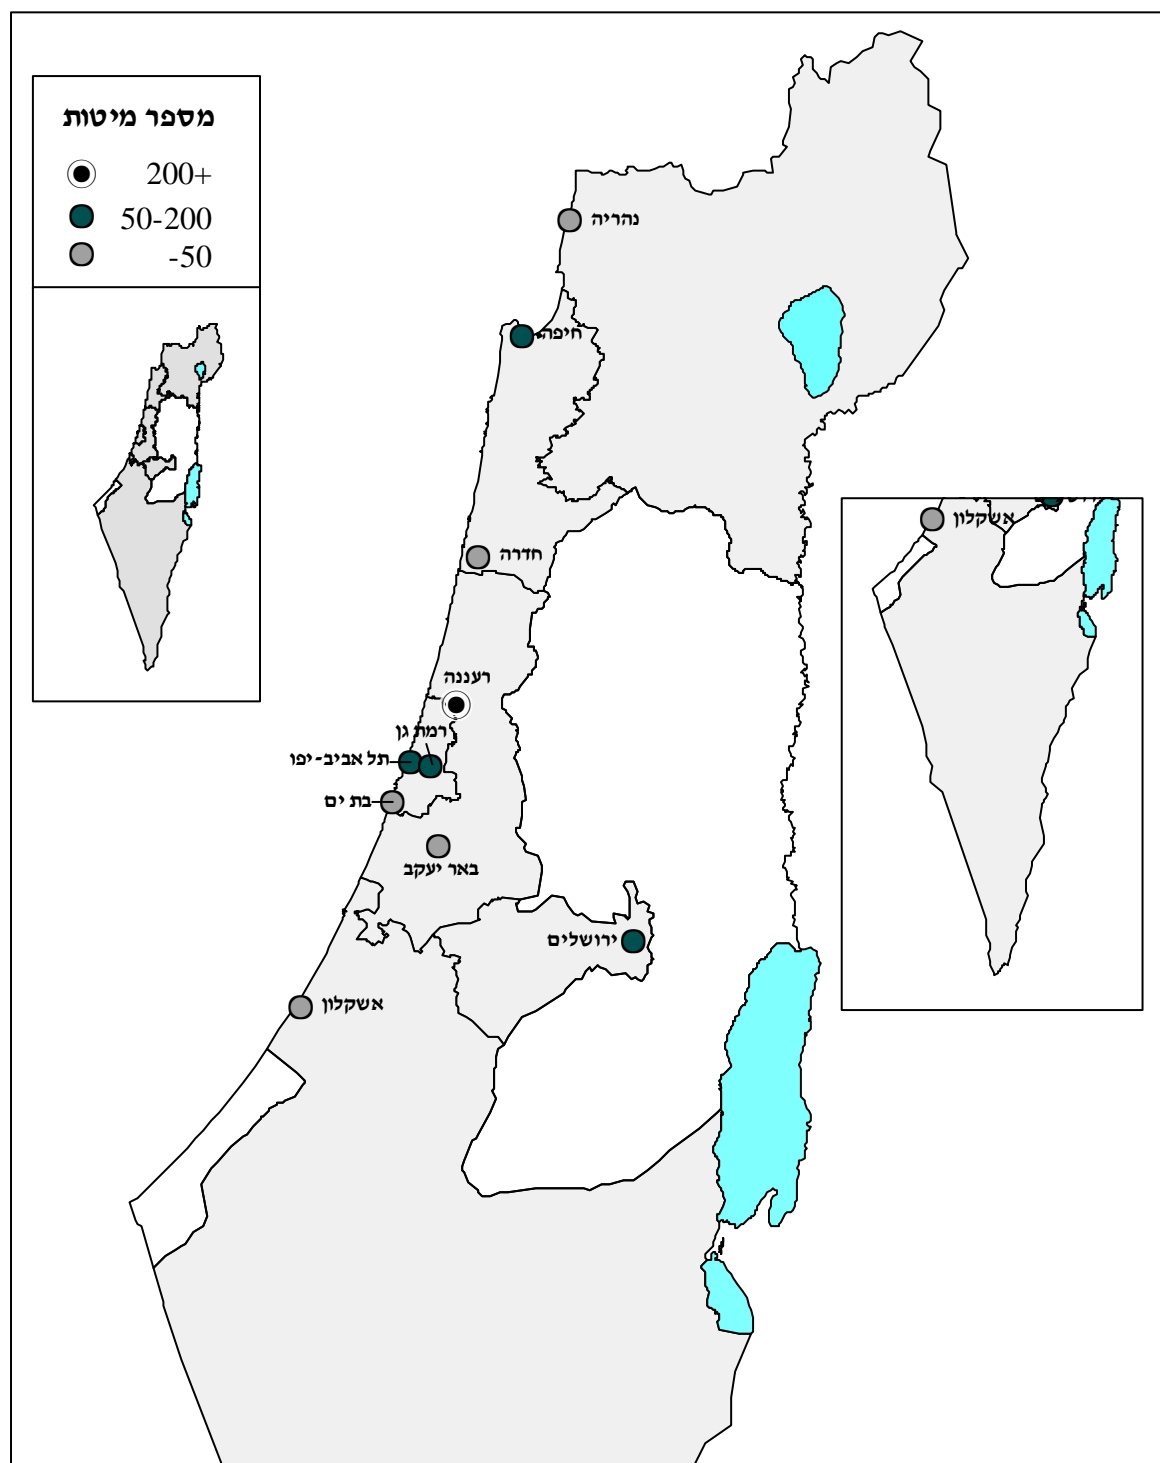 מספר מיטות
200+
50-200
-50
נהריה
חיפה
חדרה
רעננה
רמת גן
תל אביב-יפו
בת ים
באר יעקב
ירושלים
אשקלון
אשקלון